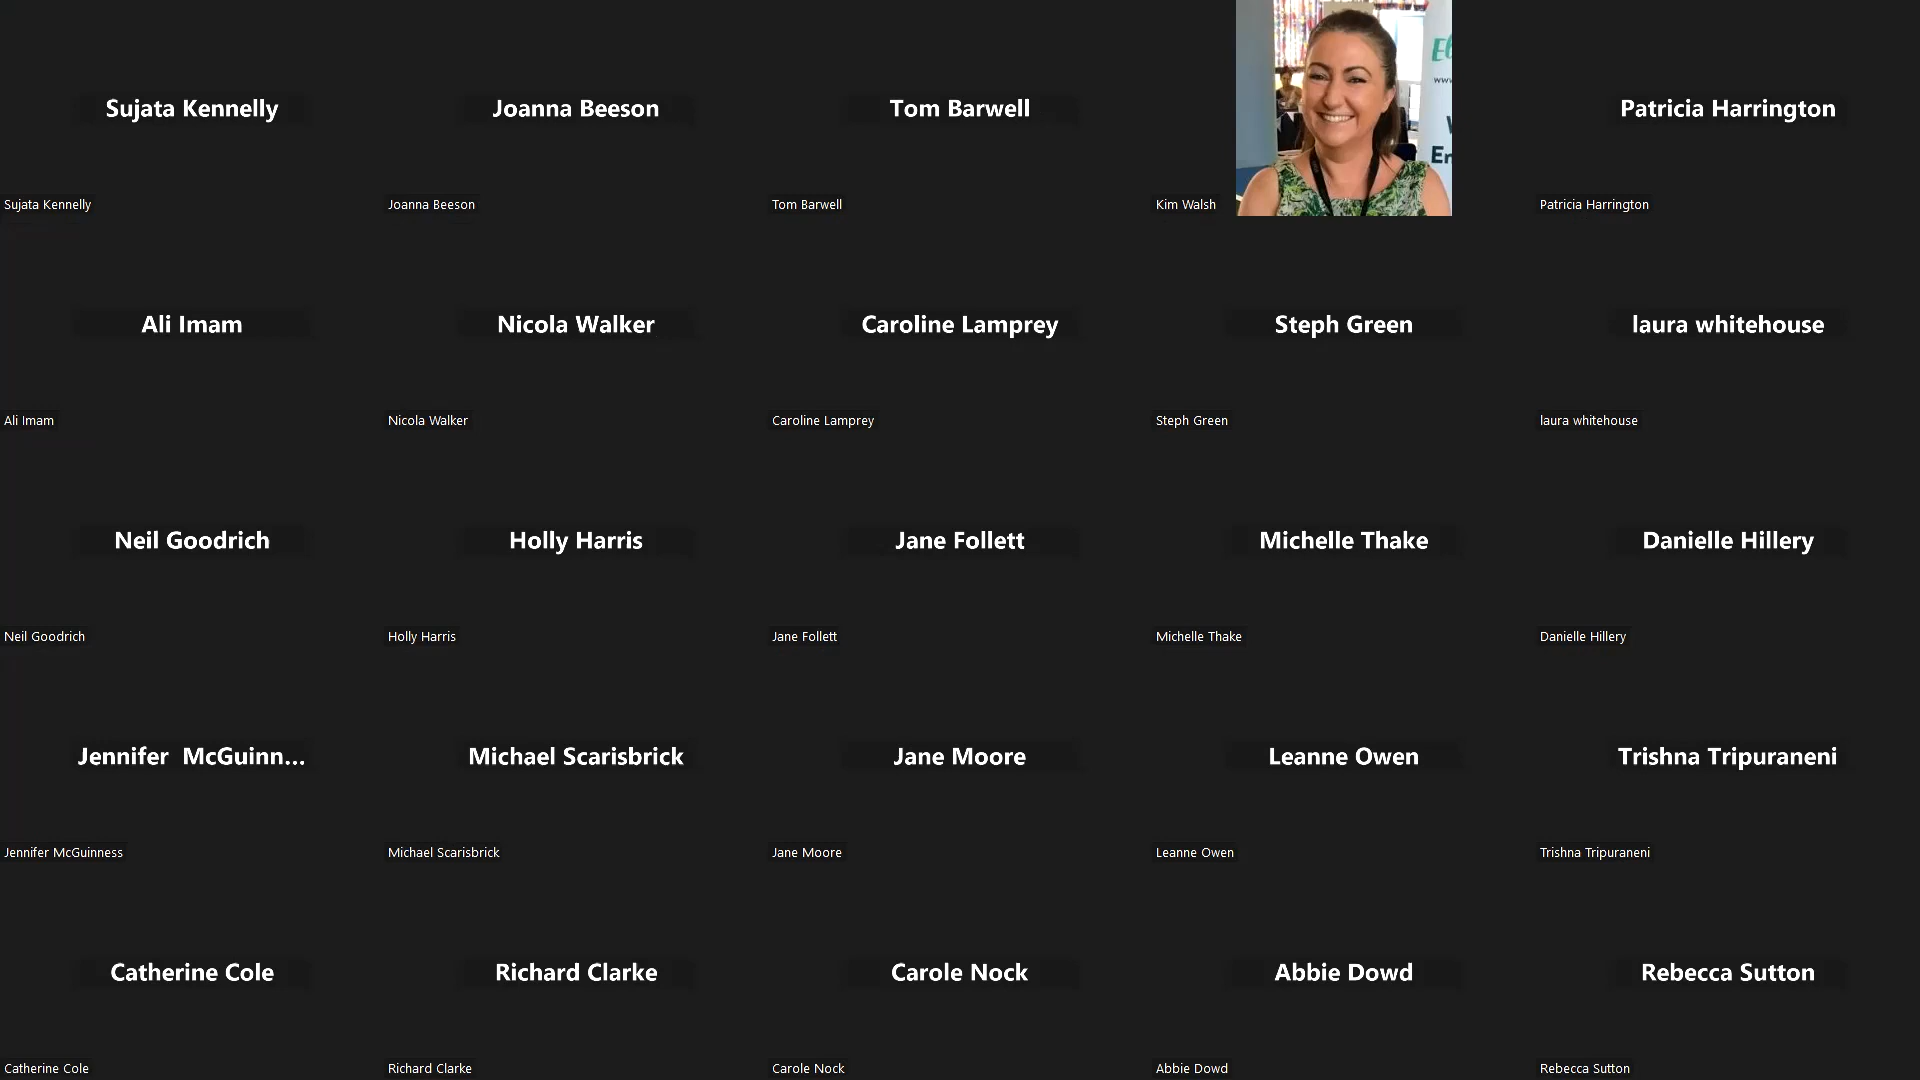 Sujata Kennelly
Joanna Beeson
Tom Barwell
Patricia Harrington
www
En
Sujata Kennelly
Joanna Beeson
Tom Barwell
Kim Walsh
Patricia Harrington
Ali Imam
Nicola Walker
Caroline Lamprey
Steph Green
laura whitehouse
Ali Imam
Nicola Walker
Caroline Lamprey
Steph Green
laura whitehouse
Neil Goodrich
Holly Harris
Jane Follett
Michelle Thake
Danielle Hillery
Neil Goodrich
Holly Harris
Jane Follett
Michelle Thake
Danielle Hillery
Jennifer  McGuinn...
Michael Scarisbrick
Jane Moore
Leanne Owen
Trishna Tripuraneni
Jennifer McGuinness
Michael Scarisbrick
Jane Moore
Leanne Owen
Trishna Tripuraneni
Catherine Cole
Richard Clarke
Carole Nock
Abbie Dowd
Rebecca Sutton
Catherine Cole
Richard Clarke
Carole Nock
Abbie Dowd
Rebecca Sutton